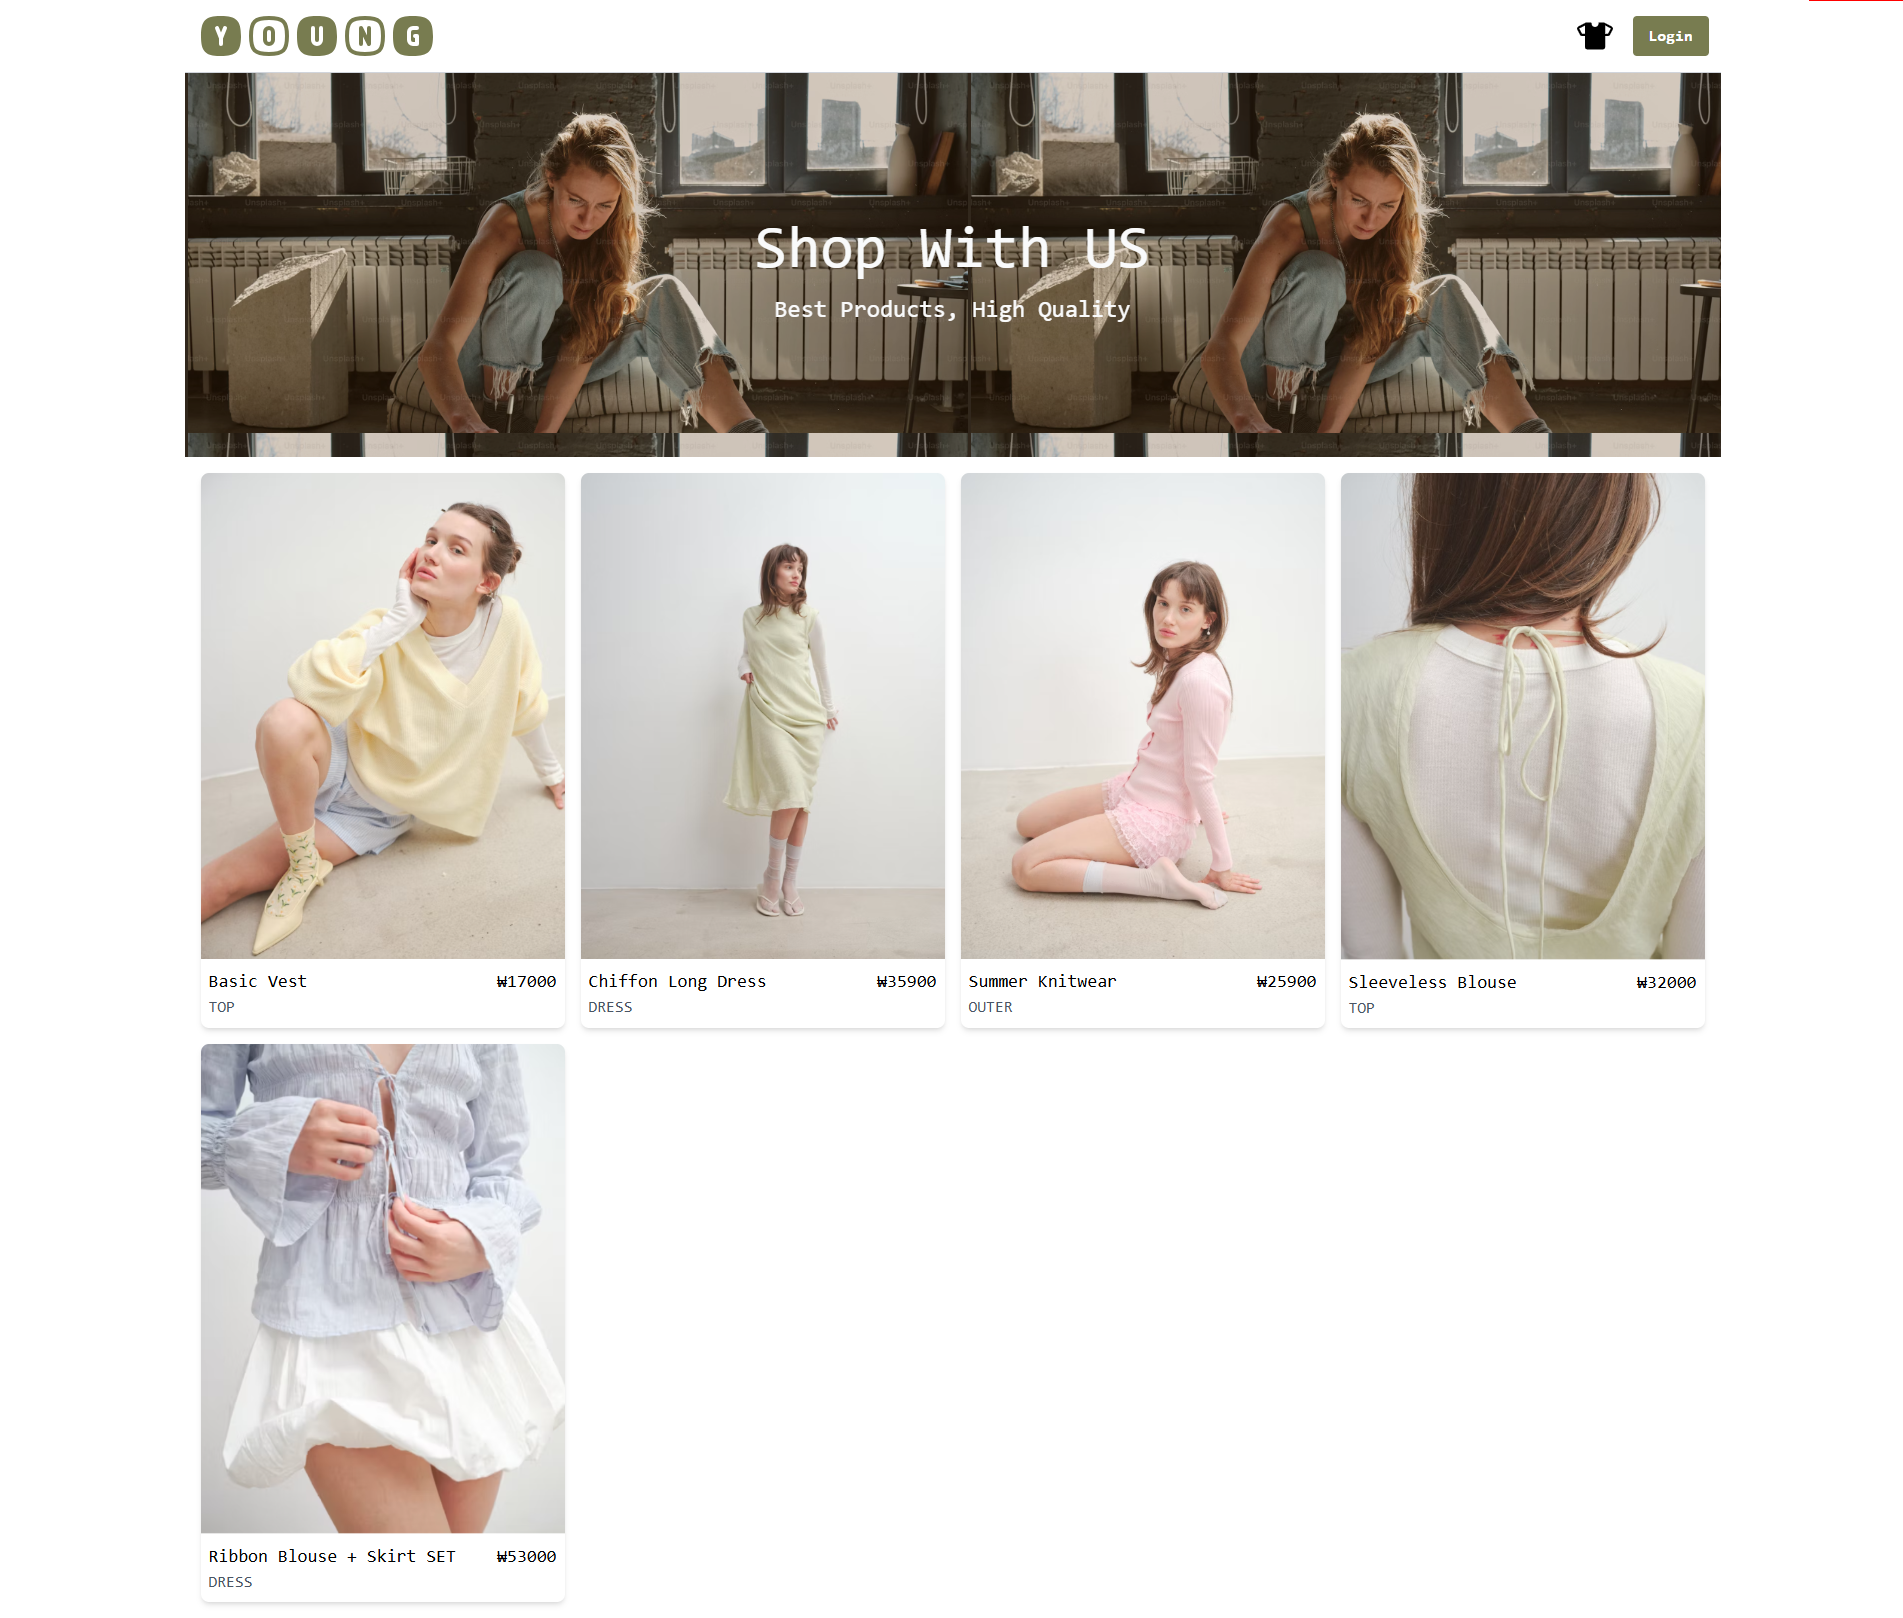 YOUNG
Login
Shop With US
Best Products, High Quality
Basic Vest ₩17000
TOP
Chiffon Long Dress ₩35900
DRESS
Summer Knitwear ₩25900
OUTER
Sleeveless Blouse ₩32000
TOP
Ribbon Blouse + Skirt SET ₩53000
DRESS